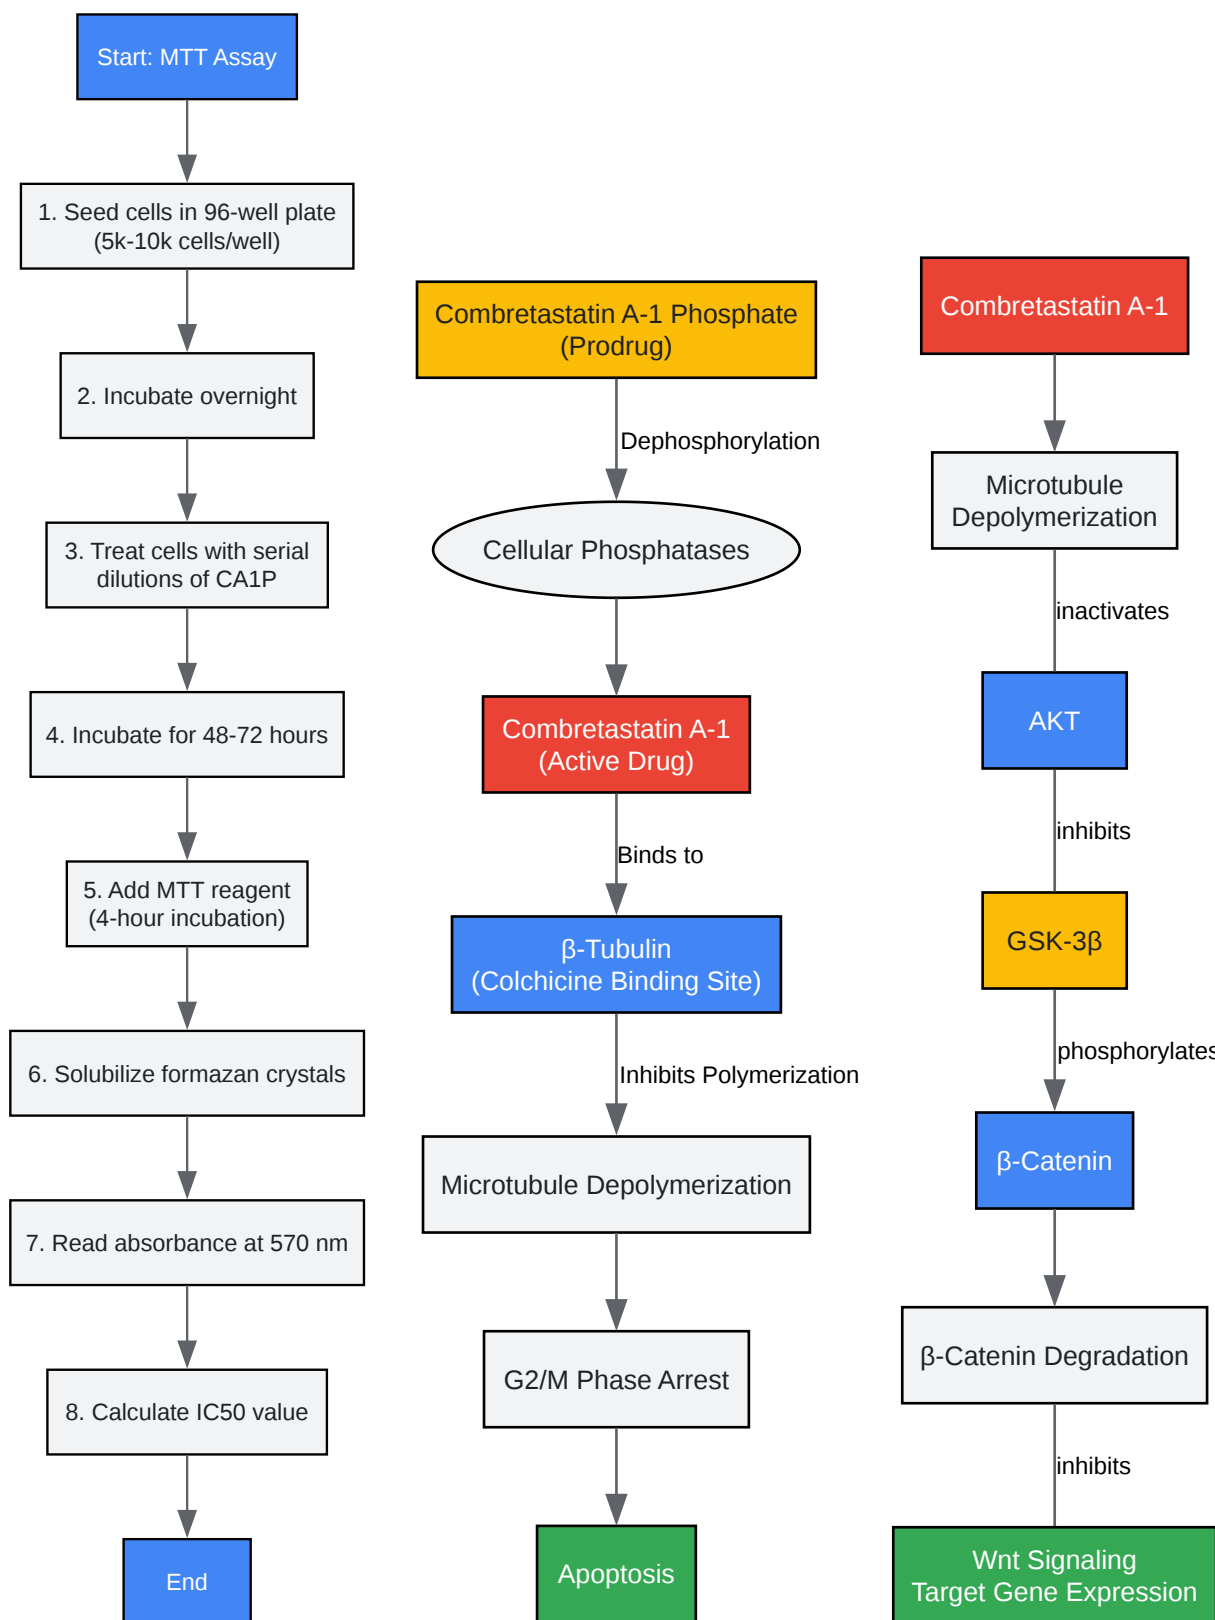 Start: MTT Assay
1. Seed cells in 96-well plate
(5k-10k cells/well)
2. Incubate overnight
3. Treat cells with serial
dilutions of CA1P
4. Incubate for 48-72 hours
5. Add MTT reagent
(4-hour incubation)
6. Solubilize formazan crystals
7. Read absorbance at 570 nm
8. Calculate IC50 value
End
Combretastatin A-1 Phosphate
(Prodrug)
Dephosphorylation
Cellular Phosphatases
Combretastatin A-1
(Active Drug)
Binds to
β-Tubulin
(Colchicine Binding Site)
Inhibits Polymerization
Microtubule Depolymerization
G2/M Phase Arrest
Apoptosis
Combretastatin A-1
Microtubule
Depolymerization
inactivates
AKT
inhibits
GSK-3β
phosphorylates
β-Catenin
β-Catenin Degradation
inhibits
Wnt Signaling
Target Gene Expression